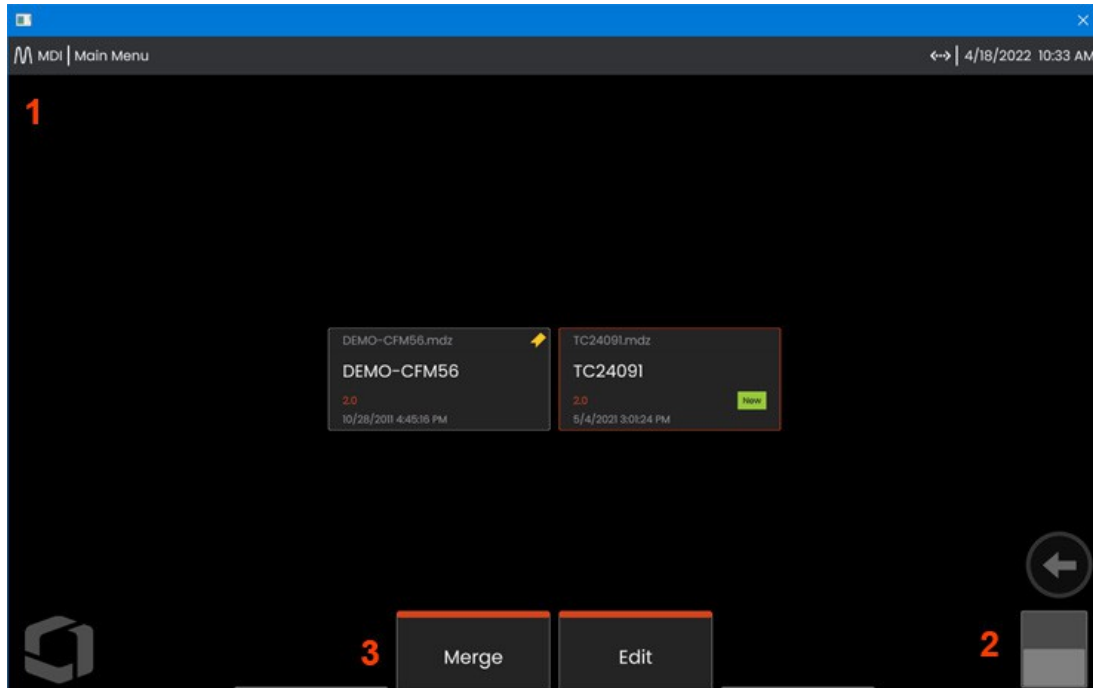 MDI | Main Menu
4/18/2022 10:33 AM
1
DEMO-CFM56.mdz
DEMO-CFM56
2.0
10/28/2011 4:45:16 PM
TC24091.mdz
TC24091
2.0
New
5/4/2021 3:01:24 PM
3
Merge
Edit
2